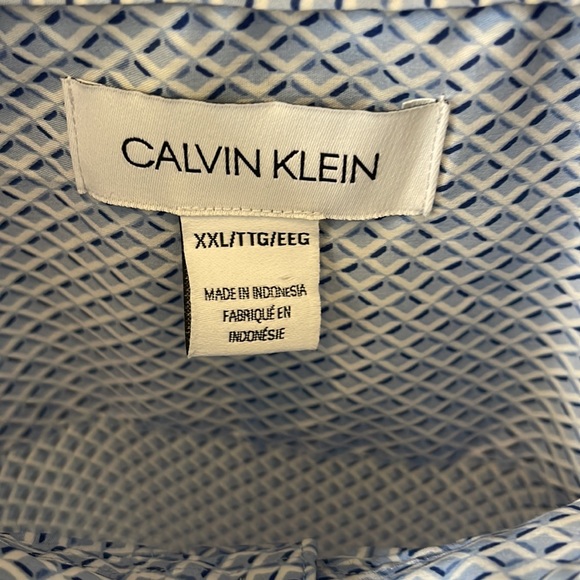 CALVIN KLEIN
XXL/TTG/EEG
MADE IN INDONESIA
FABRIQUÉ EN
INDONÉSIE